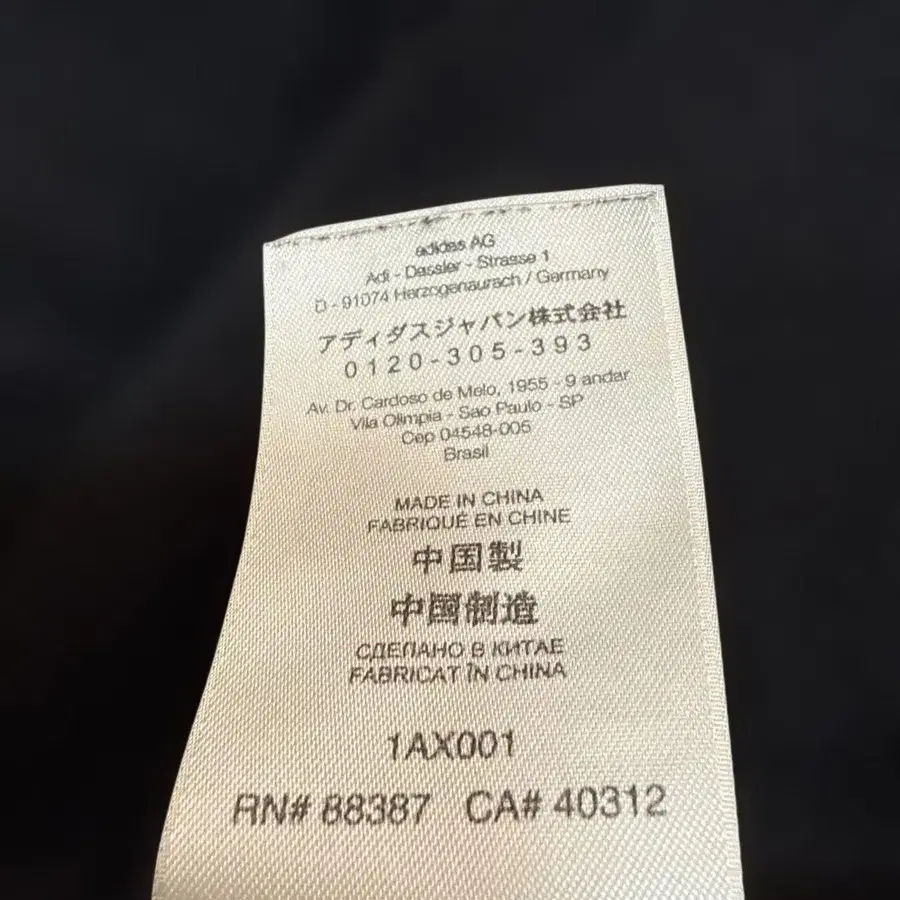 adidas AG
Adi - Dassler - Strasse 1
D - 91074 Herzogenaurach / Germany
アディダスジャパン株式会社
0120-305-393
Av. Dr. Cardoso de Melo, 1955 - 9 andar
Vila Olimpia - Sao Paulo - SP
Cep 04548-005
Brasil
MADE IN CHINA
FABRIQUÉ EN CHINE
中国製
中国制造
СДЕЛАНО В КИТАЕ
FABRICAT ÎN CHINA
1AX001
RN# 88387 CA# 40312